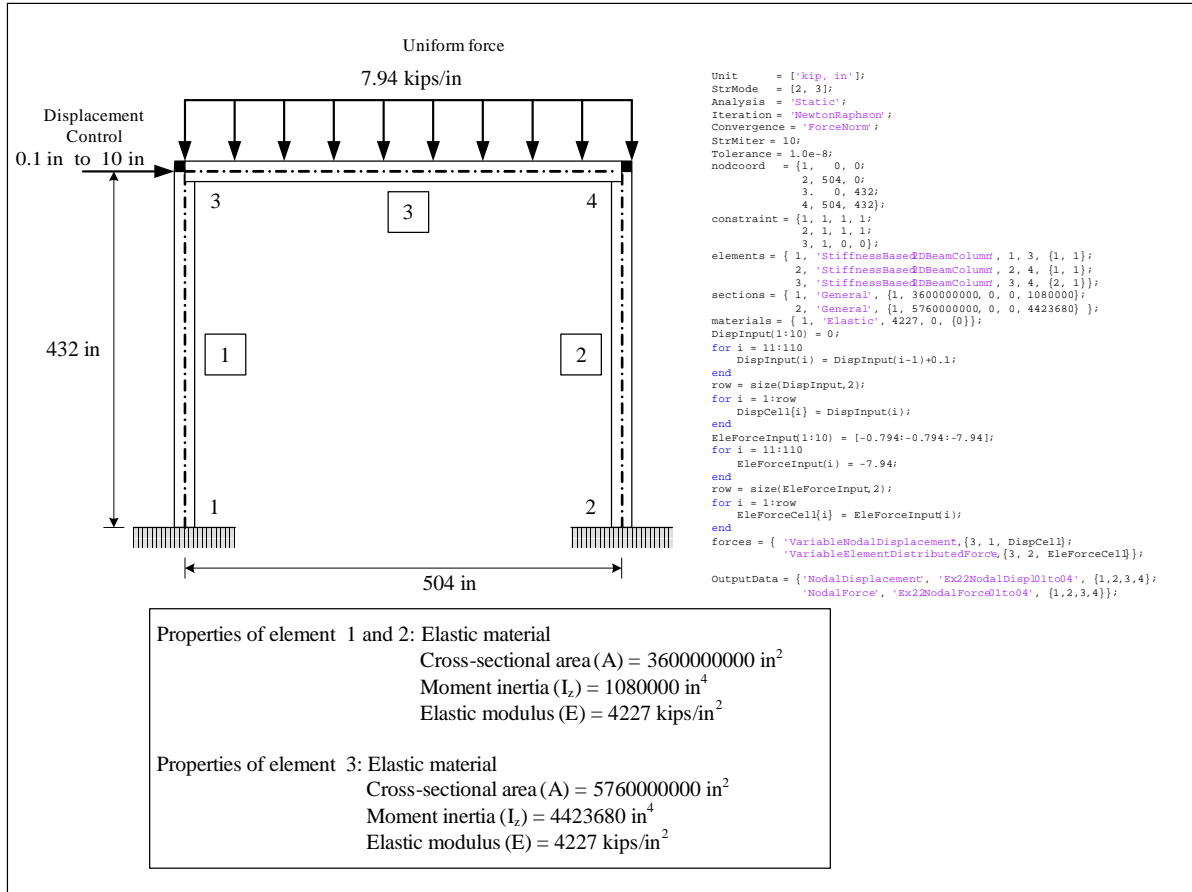 Uniform force
7.94 kips/in
Displacement
Control
0.1 in to 10 in
3
4
3
432 in
1
2
1
2
504 in
Unit = ['kip, in'];
StrMode = [2, 3];
Analysis = 'Static';
Iteration = 'NewtonRaphson';
Convergence = 'ForceNorm';
StrMiter = 10;
Tolerance = 1.0e-8;
nodcoord = {1, 0, 0;
2, 504, 0;
3. 0, 432;
4, 504, 432};
constraint = {1, 1, 1, 1;
2, 1, 1, 1;
3, 1, 0, 0};
elements = { 1, 'StiffnessBased2DBeamColumn', 1, 3, {1, 1};
2, 'StiffnessBased2DBeamColumn', 2, 4, {1, 1};
3, 'StiffnessBased2DBeamColumn', 3, 4, {2, 1}};
sections = { 1, 'General', {1, 3600000000, 0, 0, 1080000};
2, 'General', {1, 5760000000, 0, 0, 4423680} };
materials = { 1, 'Elastic', 4227, 0, {0}};
DispInput(1:10) = 0;
for i = 11:110
DispInput(i) = DispInput(i-1)+0.1;
end
row = size(DispInput,2);
for i = 1:row
DispCell{i} = DispInput(i);
end
EleForceInput(1:10) = [-0.794:-0.794:-7.94];
for i = 11:110
EleForceInput(i) = -7.94;
end
row = size(EleForceInput,2);
for i = 1:row
EleForceCell{i} = EleForceInput(i);
end
forces = { 'VariableNodalDisplacement',{3, 1, DispCell};
'VariableElementDistributedForce',{3, 2, EleForceCell}};
OutputData = {'NodalDisplacement', 'Ex22NodalDispl01to04', {1,2,3,4};
'NodalForce', 'Ex22NodalForce01to04', {1,2,3,4}};
Properties of element 1 and 2: Elastic material
Cross-sectional area (A) = 3600000000 in²
Moment inertia (I_z) = 1080000 in⁴
Elastic modulus (E) = 4227 kips/in²
Properties of element 3: Elastic material
Cross-sectional area (A) = 5760000000 in²
Moment inertia (I_z) = 4423680 in⁴
Elastic modulus (E) = 4227 kips/in²